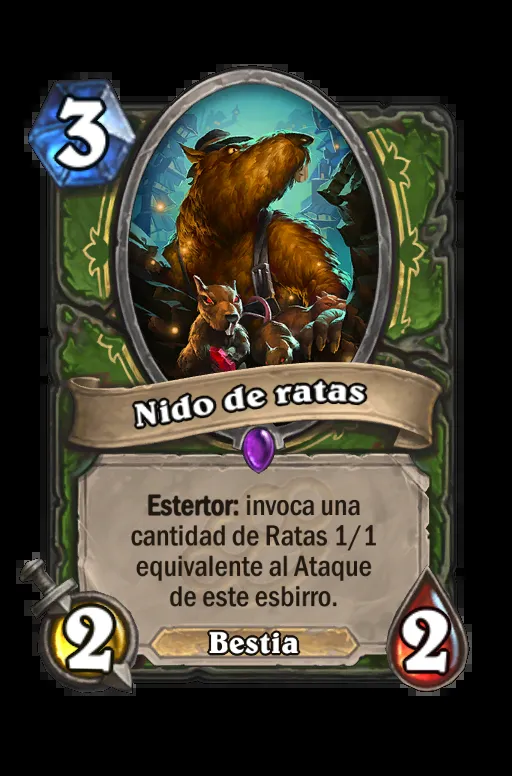 3
Nido de ratas
Estertor: invoca una
cantidad de Ratas 1/1
equivalente al Ataque
de este esbirro.
2
Bestia
2